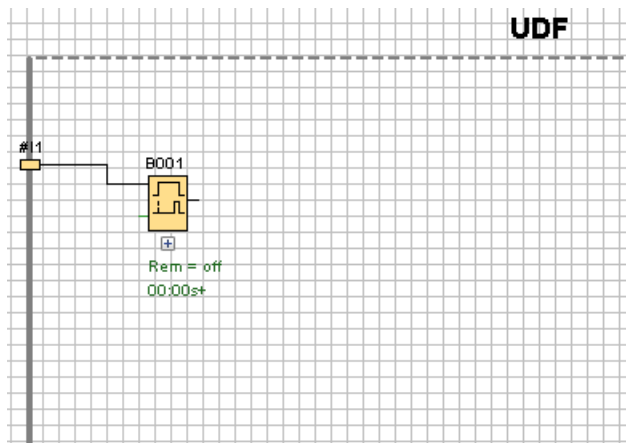 UDF
#I1
B001
Rem = off
00:00s+